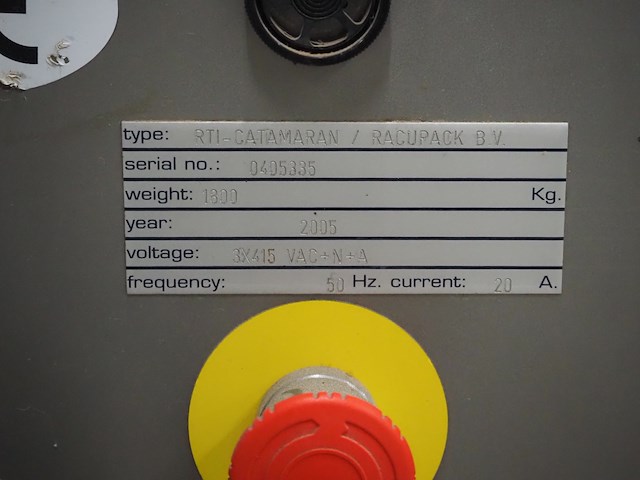 type: RTI-CATAMARAN / RACUPACK B.V.
serial no.: 0405335
weight: 1800 Kg.
year: 2005
voltage: 3X415 VAC+N+A
frequency: 50 Hz. current: 20 A.